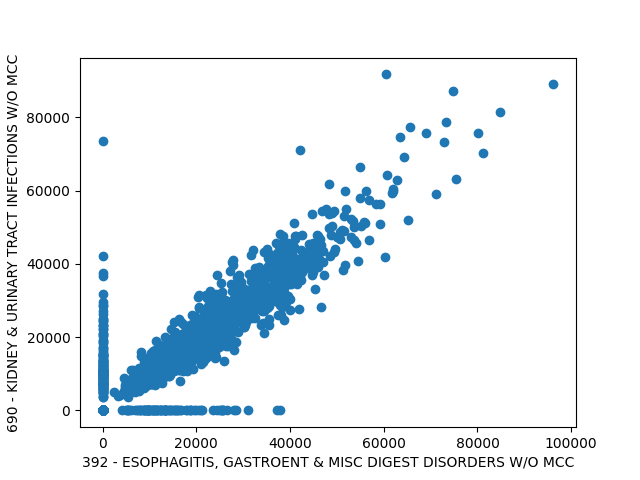 690 - KIDNEY & URINARY TRACT INFECTIONS W/O MCC
80000
60000
40000
20000
0
0 20000 40000 60000 80000 100000
392 - ESOPHAGITIS, GASTROENT & MISC DIGEST DISORDERS W/O MCC